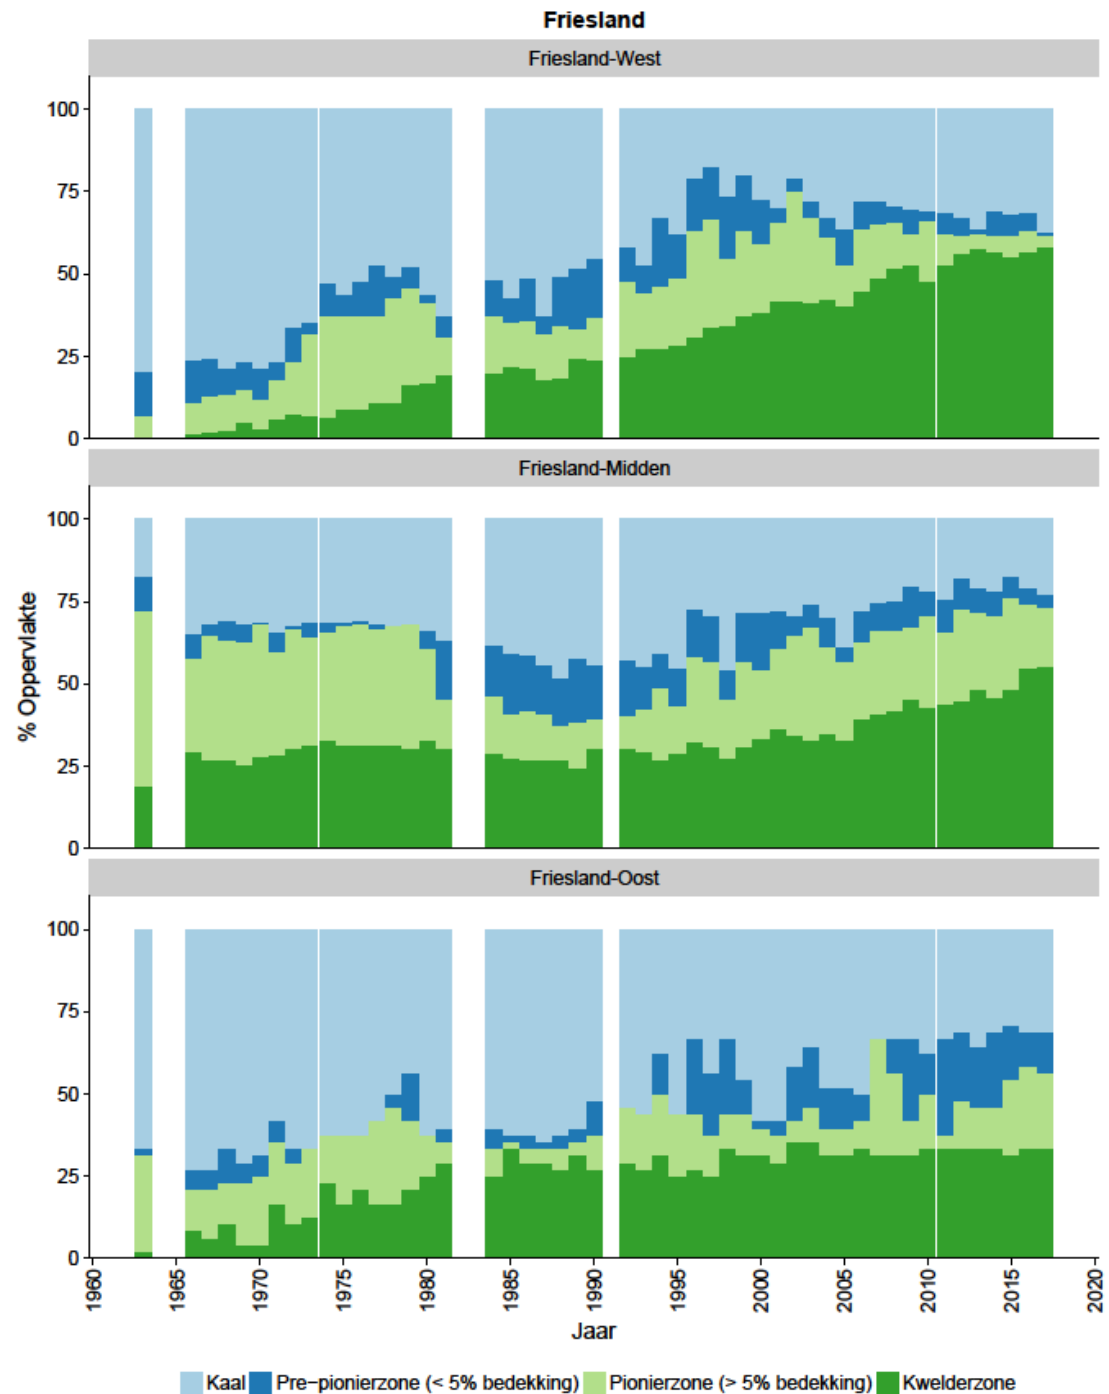 Friesland
Friesland-West
100
75
50
25
0
Friesland-Midden
100
75
50
25
0
% Oppervlakte
Friesland-Oost
100
75
50
25
0
1960 1965 1970 1975 1980 1985 1990 1995 2000 2005 2010 2015 2020
Jaar
Kaal Pre-pionierzone (< 5% bedekking) Pionierzone (> 5% bedekking) Kwelderzone